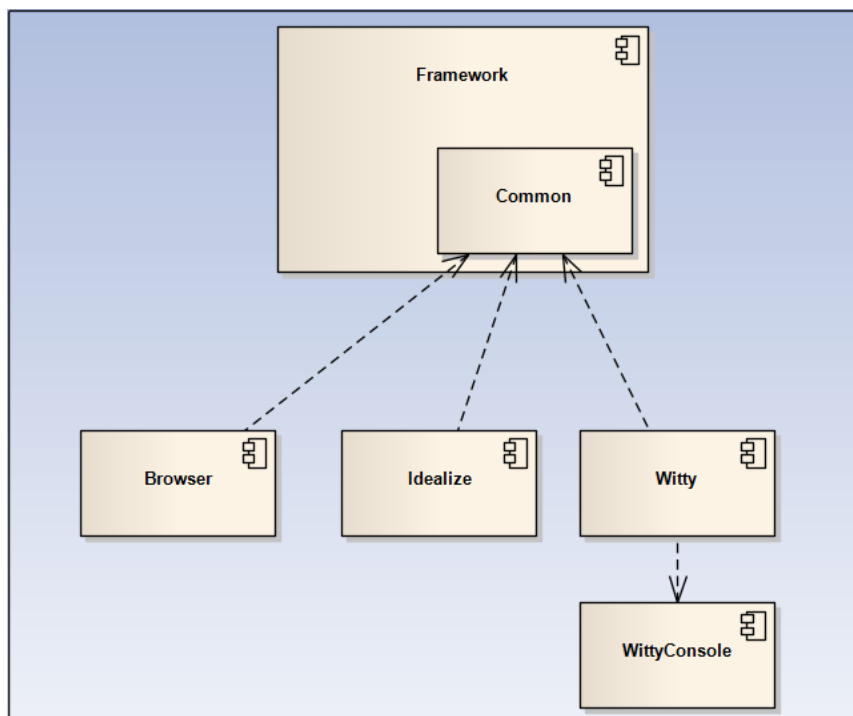 Framework
Common
Browser
Idealize
Witty
WittyConsole